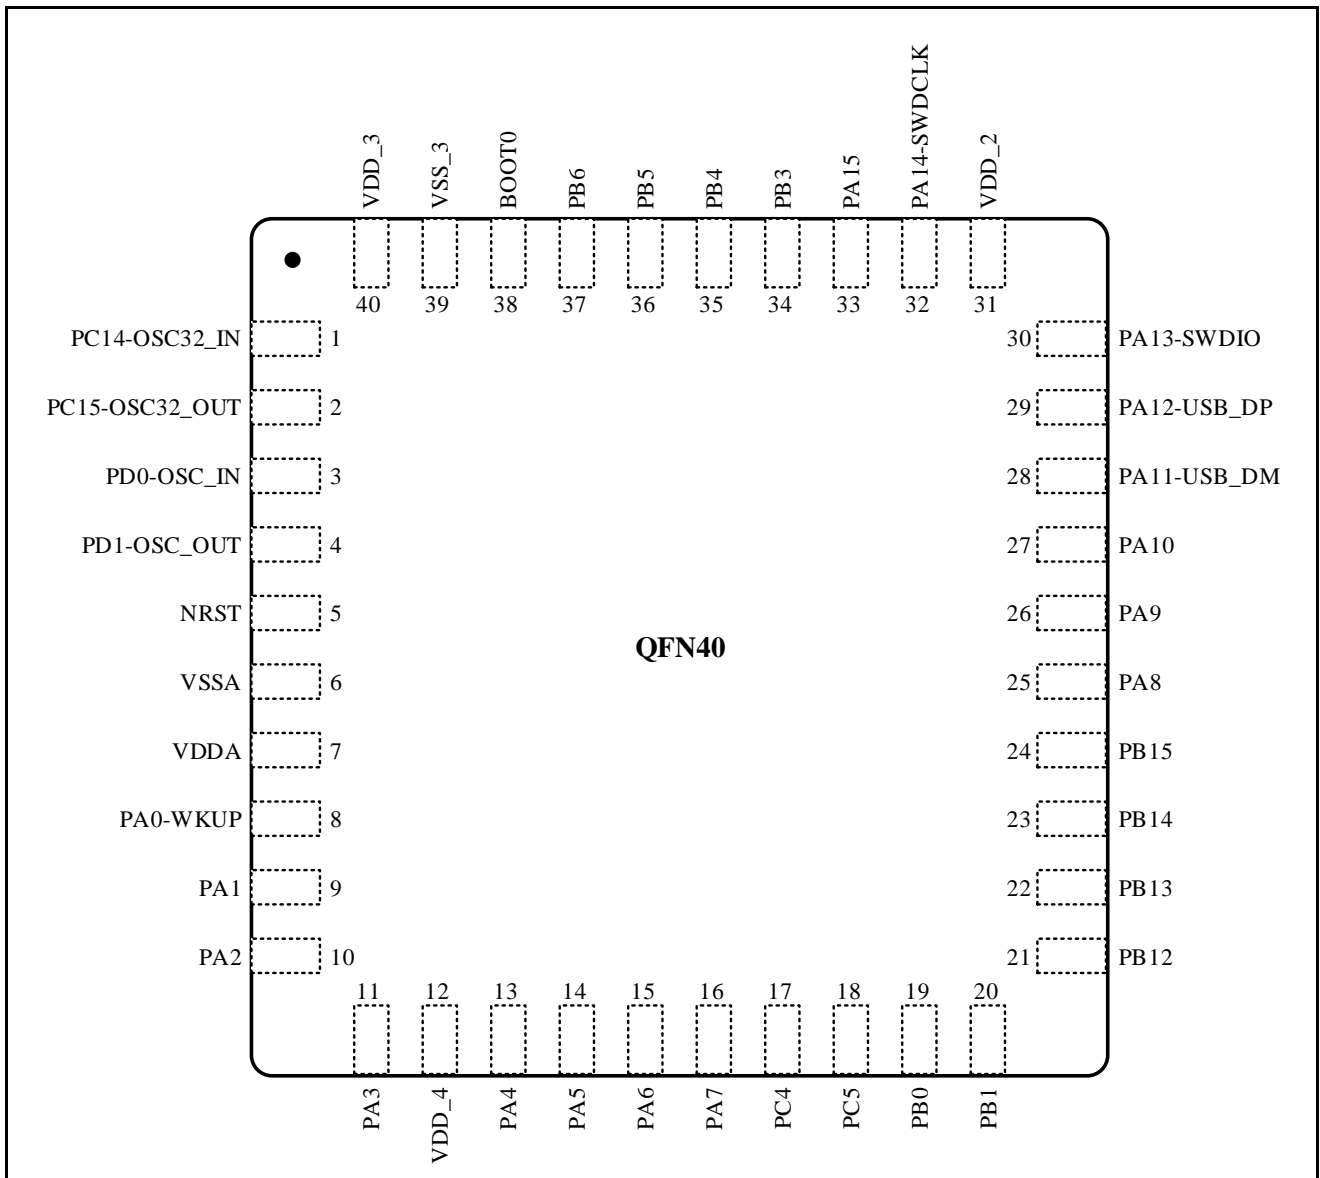 VDD_3
VSS_3
BOOT0
PB6
PB5
PB4
PB3
PA15
PA14-SWDCLK
VDD_2
40 39 38 37 36 35 34 33 32 31
PC14-OSC32_IN 1 30 PA13-SWDIO
PC15-OSC32_OUT 2 29 PA12-USB_DP
PD0-OSC_IN 3 28 PA11-USB_DM
PD1-OSC_OUT 4 27 PA10
NRST 5 26 PA9
QFN40
VSSA 6 25 PA8
VDDA 7 24 PB15
PA0-WKUP 8 23 PB14
PA1 9 22 PB13
PA2 10 21 PB12
11 12 13 14 15 16 17 18 19 20
PA3
VDD_4
PA4
PA5
PA6
PA7
PC4
PC5
PB0
PB1